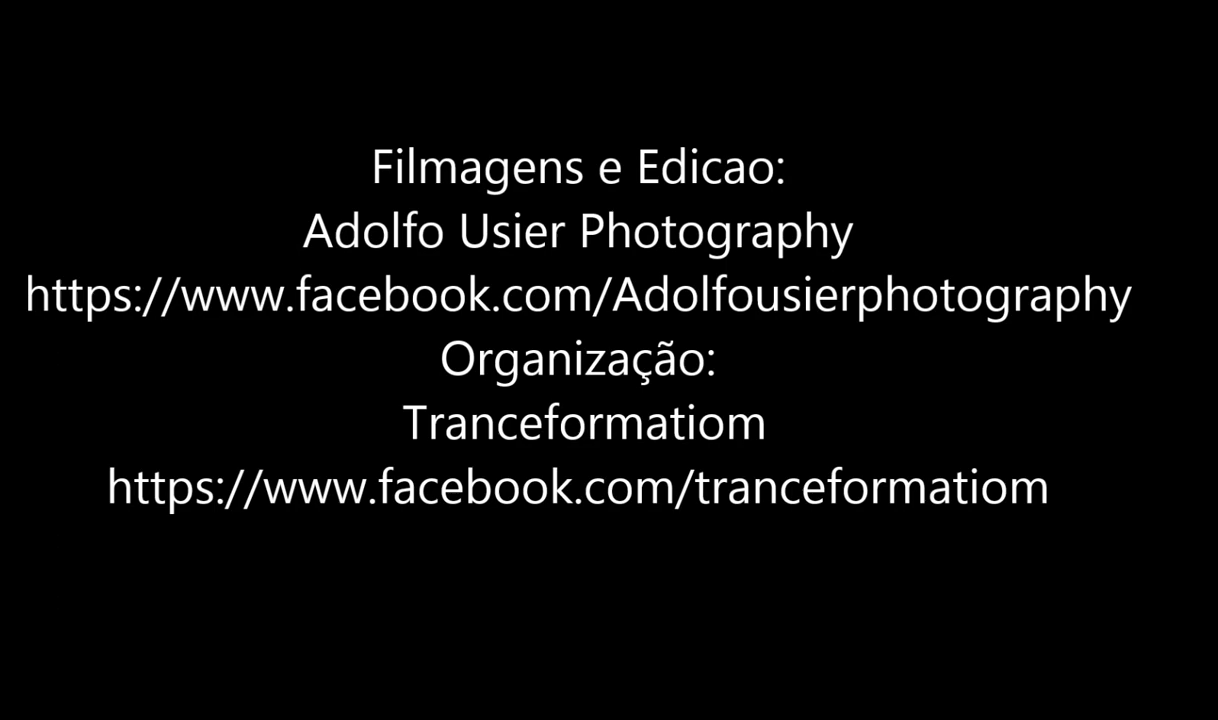 Filmagens e Edicao:
Adolfo Usier Photography
https://www.facebook.com/Adolfousierphotography
Organização:
Tranceformatiom
https://www.facebook.com/tranceformatiom